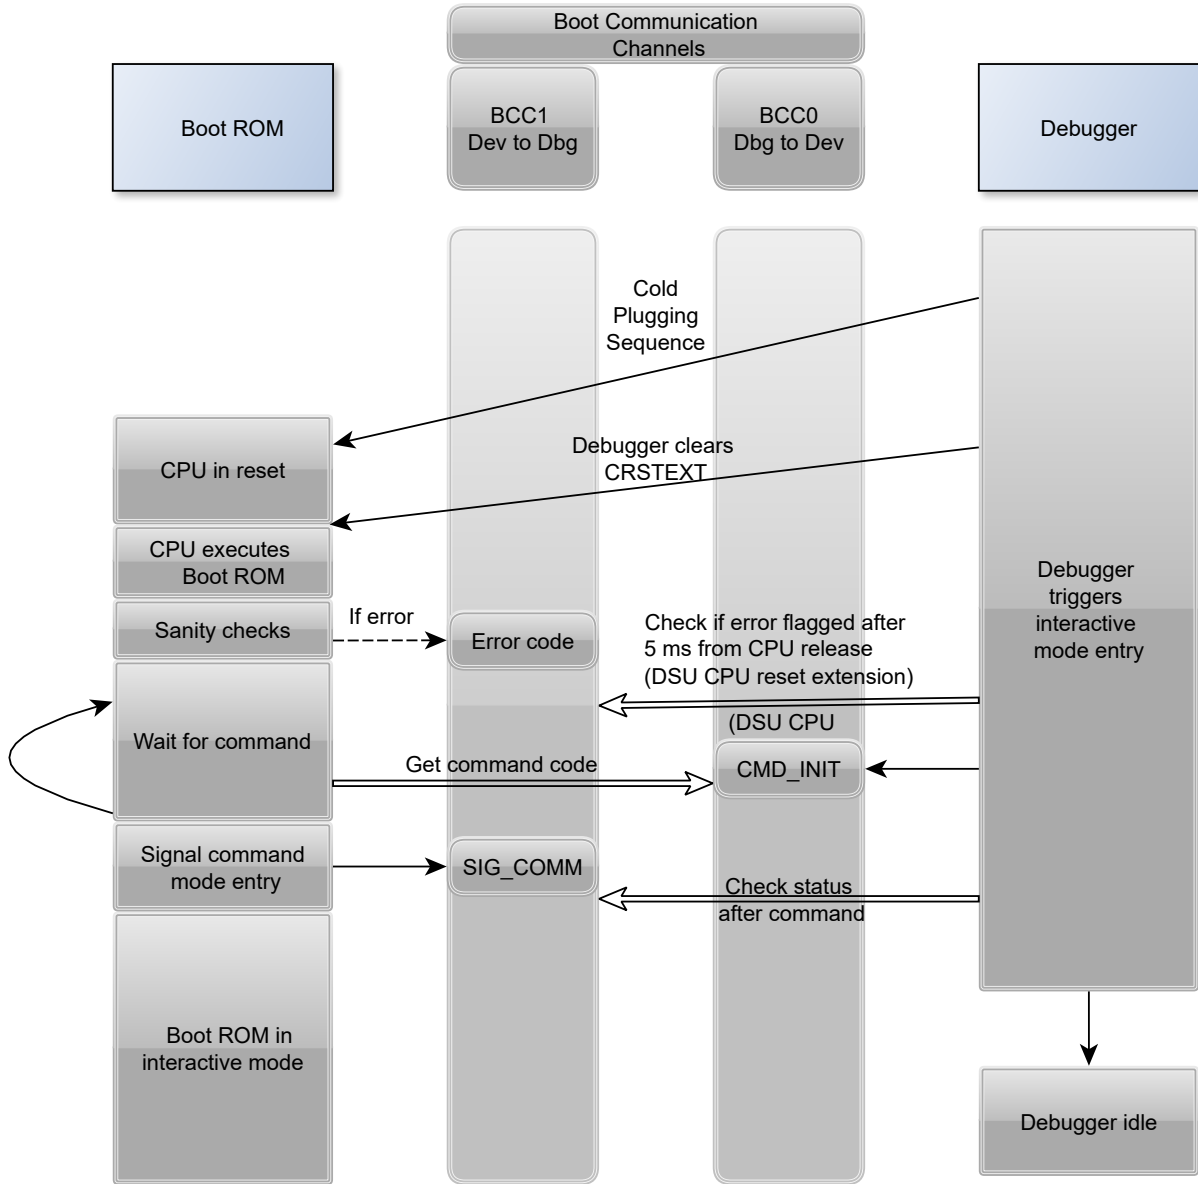 Boot Communication
Channels
Boot ROM
BCC1
Dev to Dbg
BCC0
Dbg to Dev
Debugger
Cold
Plugging
Sequence
Debugger clears
CRSTEXT
CPU in reset
CPU executes
Boot ROM
Sanity checks
If error
Error code
Check if error flagged after
5 ms from CPU release
(DSU CPU reset extension)
(DSU CPU
Debugger
triggers
interactive
mode entry
Wait for command
Get command code
CMD_INIT
Signal command
mode entry
SIG_COMM
Check status
after command
Boot ROM in
interactive mode
Debugger idle